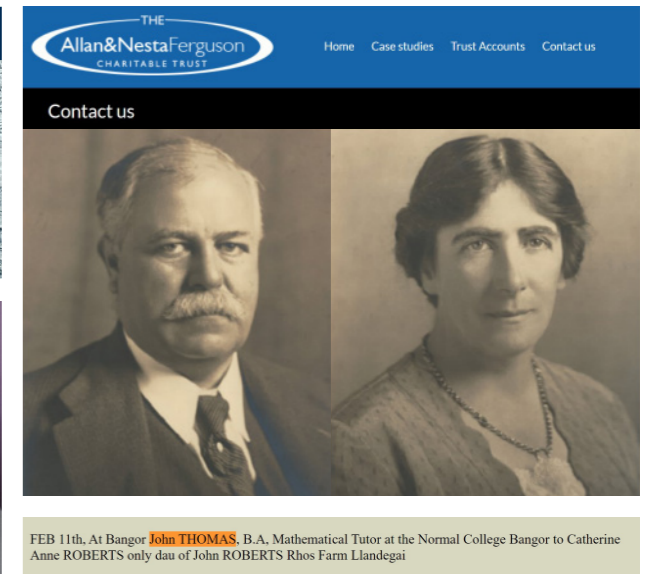 THE
Allan&NestaFerguson
CHARITABLE TRUST
Home Case studies Trust Accounts Contact us
Contact us
FEB 11th, At Bangor John THOMAS, B.A, Mathematical Tutor at the Normal College Bangor to Catherine
Anne ROBERTS only dau of John ROBERTS Rhos Farm Llandegai